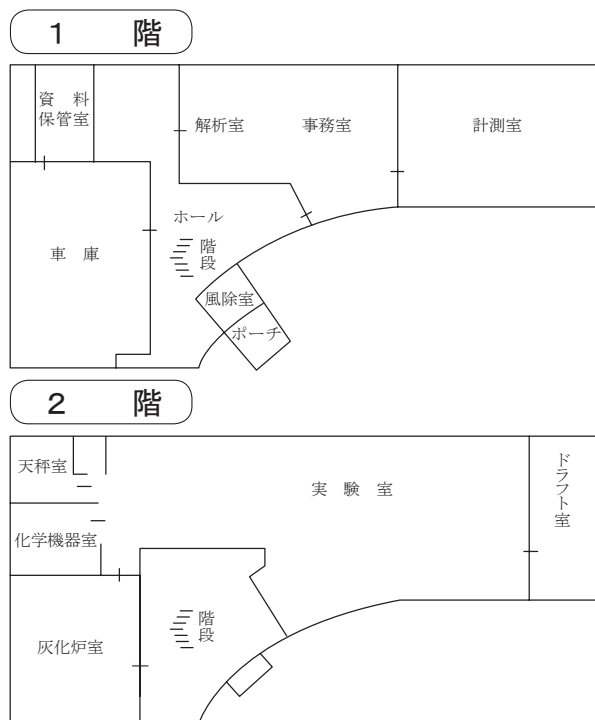 1 階
資 料
保管室
解析室
事務室
計測室
ホール
階段
車 庫
風除室
ポーチ
2 階
天秤室
実 験 室
ドラフト室
化学機器室
階段
灰化炉室